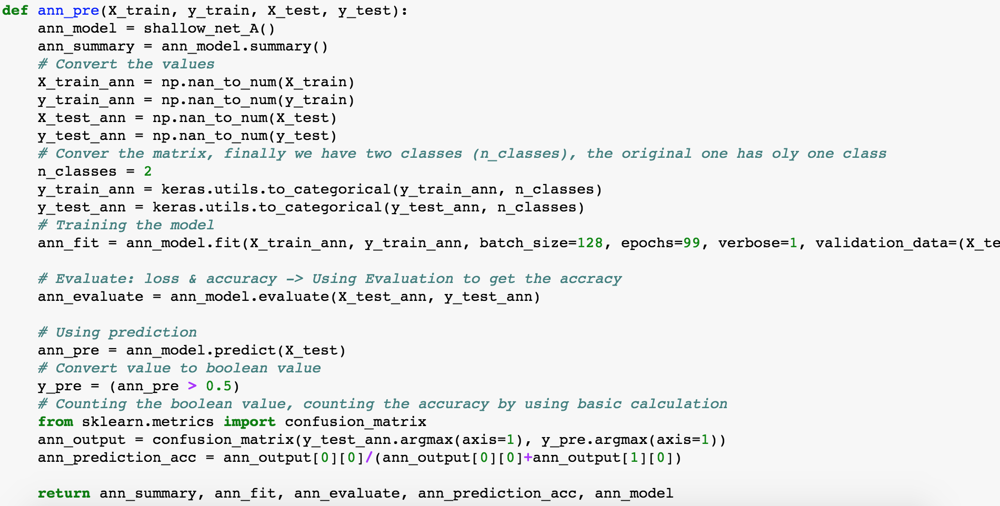 def ann_pre(X_train, y_train, X_test, y_test):
    ann_model = shallow_net_A()
    ann_summary = ann_model.summary()
    # Convert the values
    X_train_ann = np.nan_to_num(X_train)
    y_train_ann = np.nan_to_num(y_train)
    X_test_ann = np.nan_to_num(X_test)
    y_test_ann = np.nan_to_num(y_test)
    # Conver the matrix, finally we have two classes (n_classes), the original one has oly one class
    n_classes = 2
    y_train_ann = keras.utils.to_categorical(y_train_ann, n_classes)
    y_test_ann = keras.utils.to_categorical(y_test_ann, n_classes)
    # Training the model
    ann_fit = ann_model.fit(X_train_ann, y_train_ann, batch_size=128, epochs=99, verbose=1, validation_data=(X_te
    # Evaluate: loss & accuracy -> Using Evaluation to get the accracy
    ann_evaluate = ann_model.evaluate(X_test_ann, y_test_ann)
    # Using prediction
    ann_pre = ann_model.predict(X_test)
    # Convert value to boolean value
    y_pre = (ann_pre > 0.5)
    # Counting the boolean value, counting the accuracy by using basic calculation
    from sklearn.metrics import confusion_matrix
    ann_output = confusion_matrix(y_test_ann.argmax(axis=1), y_pre.argmax(axis=1))
    ann_prediction_acc = ann_output[0][0]/(ann_output[0][0]+ann_output[1][0])
    return ann_summary, ann_fit, ann_evaluate, ann_prediction_acc, ann_model